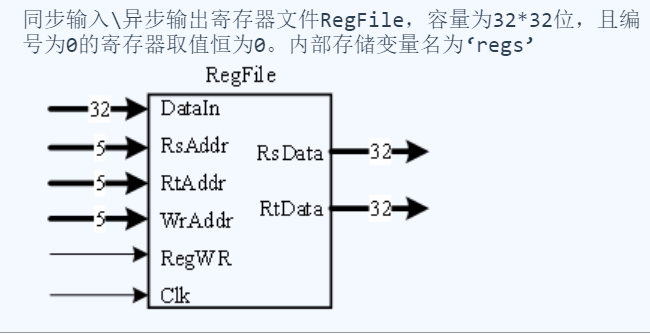 同步输入\异步输出寄存器文件RegFile，容量为32*32位，且编
号为0的寄存器取值恒为0。内部存储变量名为‘regs’
RegFile
32 DataIn
5 RsAddr
RsData 32
5 RtAddr
RtData 32
5 WrAddr
RegWR
Clk